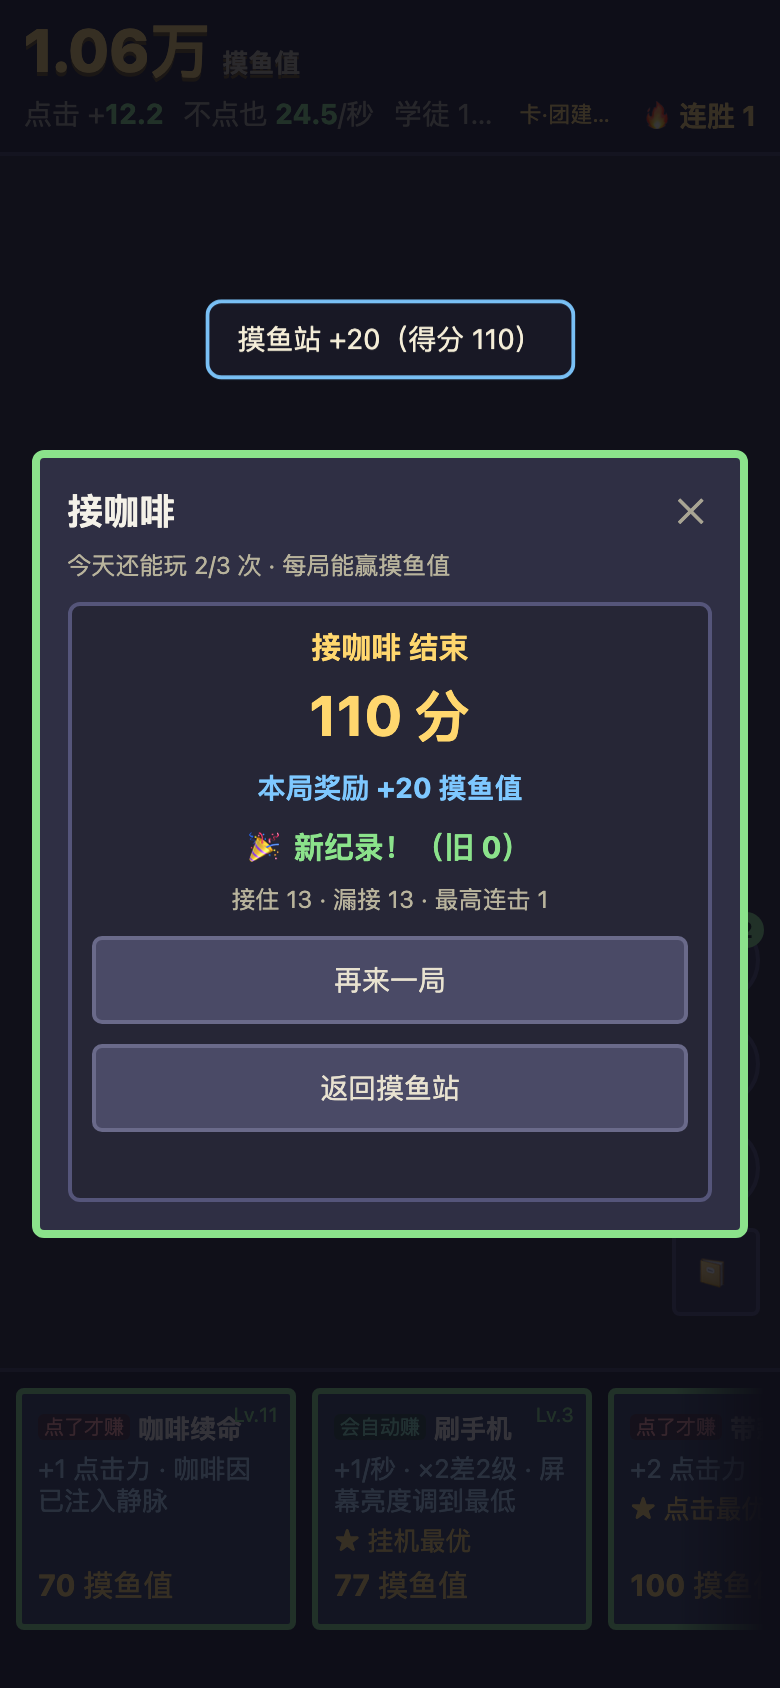 1.06万 摸鱼值
点击 +12.2 不点也 24.5/秒 学徒 1... 卡·团建... 🔥 连胜 1
摸鱼站 +20（得分 110）
接咖啡
今天还能玩 2/3 次 · 每局能赢摸鱼值
接咖啡 结束
110 分
本局奖励 +20 摸鱼值
🎉 新纪录！（旧 0）
接住 13 · 漏接 13 · 最高连击 1
再来一局
返回摸鱼站
点了才赚 咖啡续命 Lv.11
+1 点击力 · 咖啡因
已注入静脉
70 摸鱼值
会自动赚 刷手机 Lv.3
+1/秒 · ×2差2级 · 屏
幕亮度调到最低
★ 挂机最优
77 摸鱼值
点了才赚 带
+2 点击力
★ 点击最优
100 摸鱼